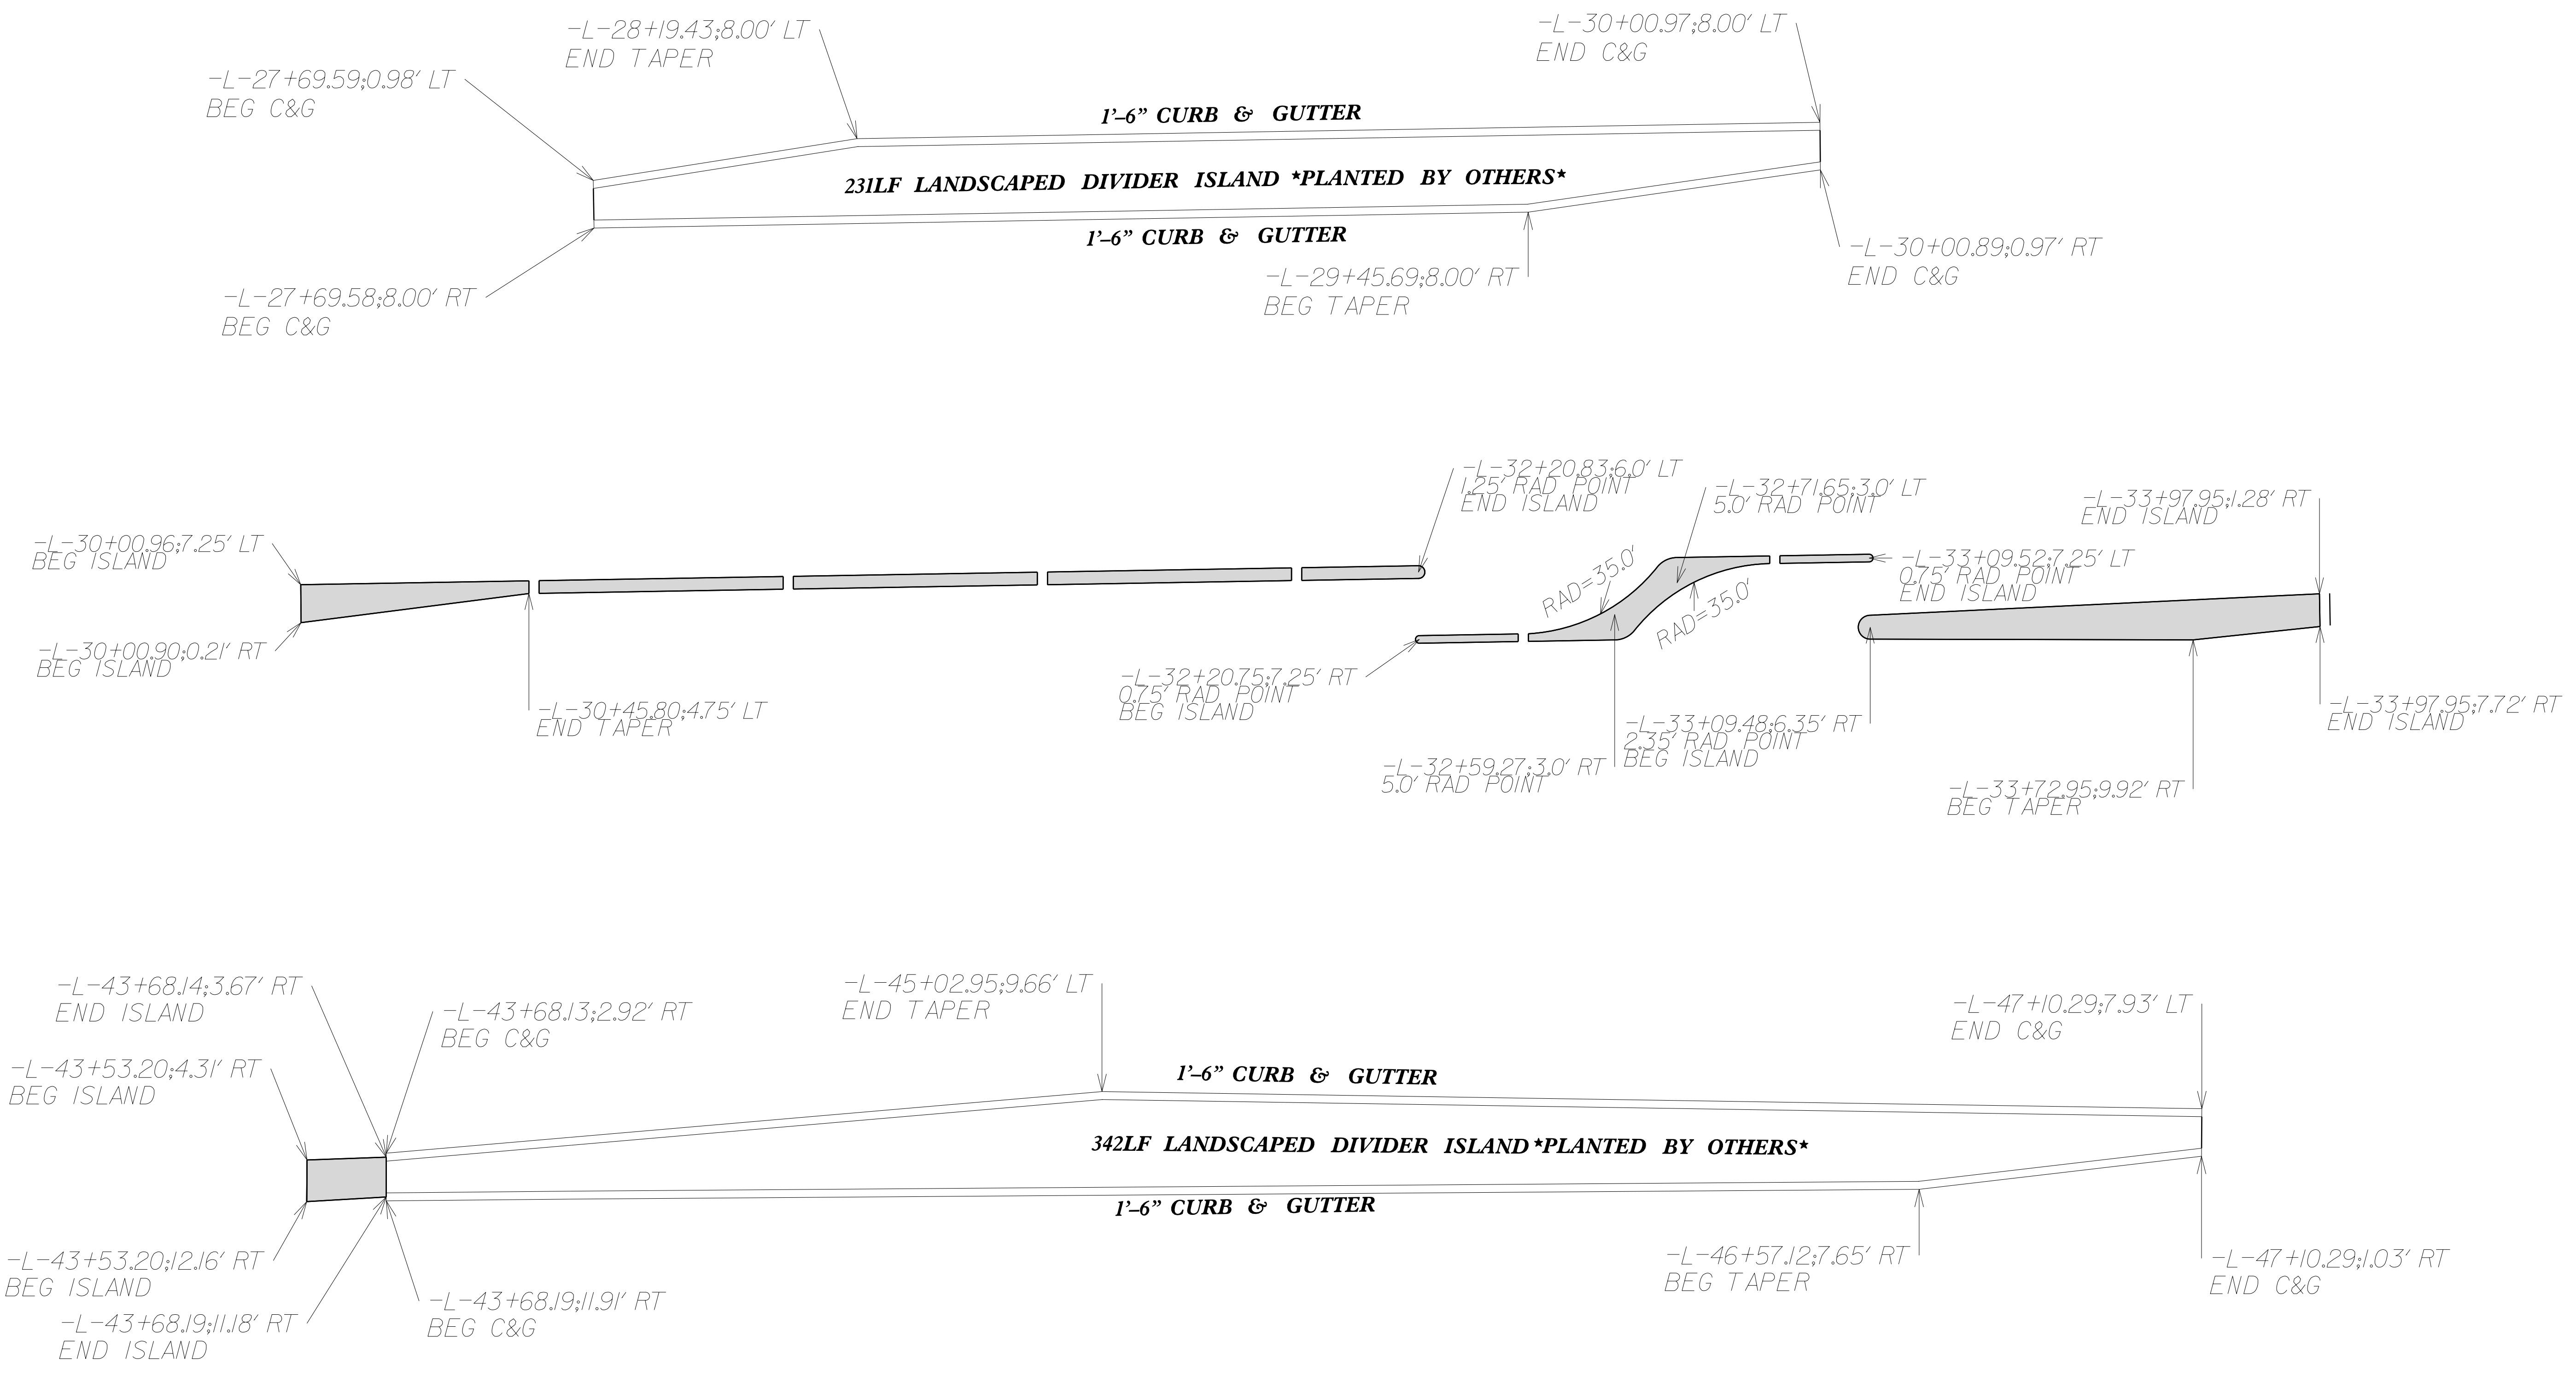 -L-28+19.43;8.00' LT
END TAPER
-L-30+00.97;8.00' LT
END C&G
-L-27+69.59;0.98' LT
BEG C&G
1'-6" CURB & GUTTER
231LF LANDSCAPED DIVIDER ISLAND *PLANTED BY OTHERS*
1'-6" CURB & GUTTER
-L-27+69.58;8.00' RT
BEG C&G
-L-29+45.69;8.00' RT
BEG TAPER
-L-30+00.89;0.97' RT
END C&G
-L-32+20.83;6.0' LT
1.25' RAD POINT
END ISLAND
-L-32+71.65;3.0' LT
5.0' RAD POINT
-L-33+97.95;1.28' RT
END ISLAND
-L-30+00.96;7.25' LT
BEG ISLAND
RAD=35.0'
RAD=35.0'
-L-33+09.52;7.25' LT
0.75' RAD POINT
END ISLAND
-L-30+00.90;0.21' RT
BEG ISLAND
-L-30+45.80;4.75' LT
END TAPER
-L-32+20.75;7.25' RT
0.75' RAD POINT
BEG ISLAND
-L-32+59.27;3.0' RT
5.0' RAD POINT
-L-33+09.48;6.35' RT
2.35' RAD POINT
BEG ISLAND
-L-33+97.95;7.72' RT
END ISLAND
-L-33+72.95;9.92' RT
BEG TAPER
-L-43+68.14;3.67' RT
END ISLAND
-L-43+68.13;2.92' RT
BEG C&G
-L-45+02.95;9.66' LT
END TAPER
-L-47+10.29;7.93' LT
END C&G
-L-43+53.20;4.31' RT
BEG ISLAND
1'-6" CURB & GUTTER
342LF LANDSCAPED DIVIDER ISLAND *PLANTED BY OTHERS*
1'-6" CURB & GUTTER
-L-43+53.20;12.16' RT
BEG ISLAND
-L-43+68.19;11.18' RT
END ISLAND
-L-43+68.19;11.91' RT
BEG C&G
-L-46+57.12;7.65' RT
BEG TAPER
-L-47+10.29;1.03' RT
END C&G